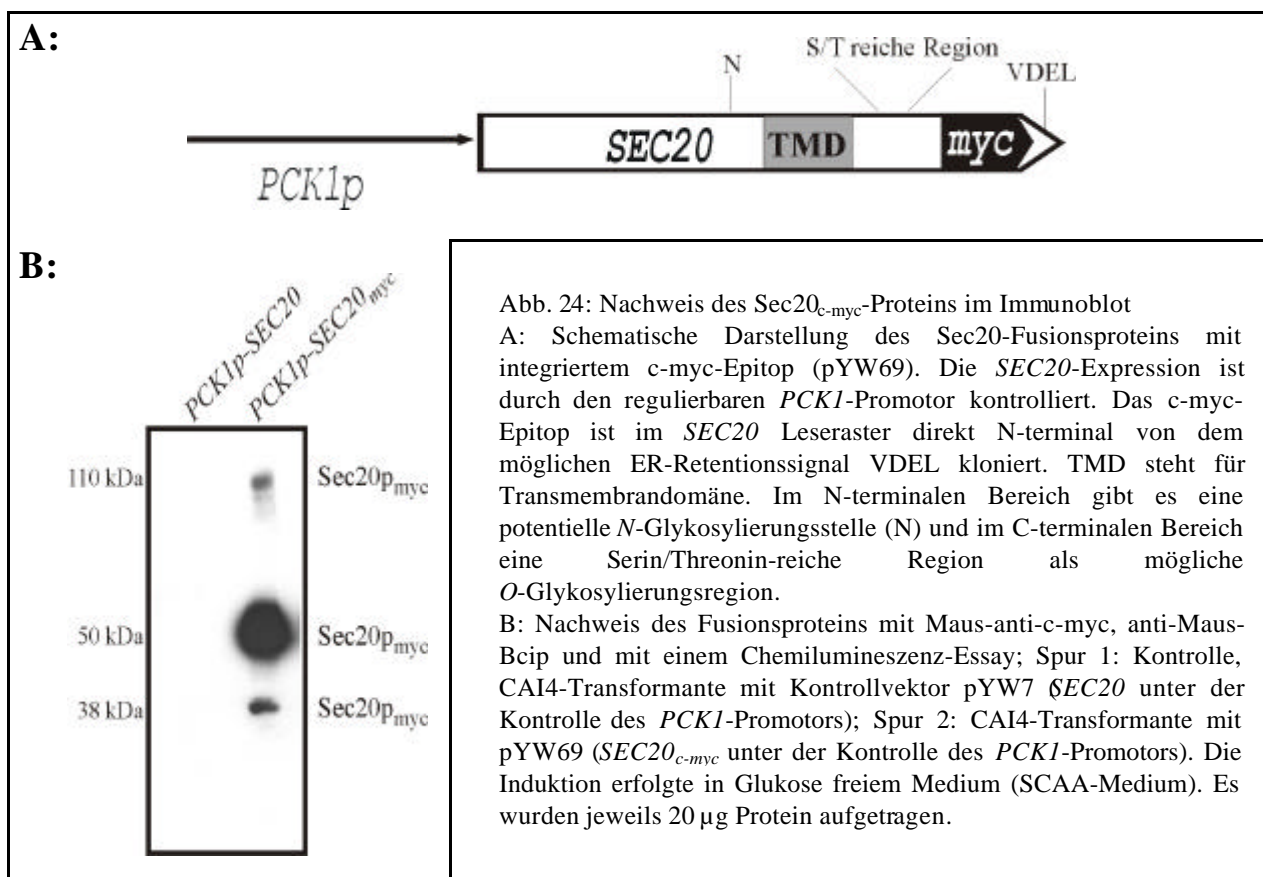 A:
S/T reiche Region
N
VDEL
SEC20 TMD myc
PCK1p
B:
PCK1p-SEC20
PCK1p-SEC20myc
110 kDa Sec20pmyc
50 kDa Sec20pmyc
38 kDa Sec20pmyc
Abb. 24: Nachweis des Sec20c-myc-Proteins im Immunoblot
A: Schematische Darstellung des Sec20-Fusionsproteins mit
integriertem c-myc-Epitop (pYW69). Die SEC20-Expression ist
durch den regulierbaren PCK1-Promotor kontrolliert. Das c-myc-
Epitop ist im SEC20 Leseraster direkt N-terminal von dem
möglichen ER-Retentionssignal VDEL kloniert. TMD steht für
Transmembrandomäne. Im N-terminalen Bereich gibt es eine
potentielle N-Glykosylierungsstelle (N) und im C-terminalen Bereich
eine Serin/Threonin-reiche Region als mögliche
O-Glykosylierungsregion.
B: Nachweis des Fusionsproteins mit Maus-anti-c-myc, anti-Maus-
Bcip und mit einem Chemilumineszenz-Essay; Spur 1: Kontrolle,
CAI4-Transformante mit Kontrollvektor pYW7 (SEC20 unter der
Kontrolle des PCK1-Promotors); Spur 2: CAI4-Transformante mit
pYW69 (SEC20c-myc unter der Kontrolle des PCK1-Promotors). Die
Induktion erfolgte in Glukose freiem Medium (SCAA-Medium). Es
wurden jeweils 20 µg Protein aufgetragen.